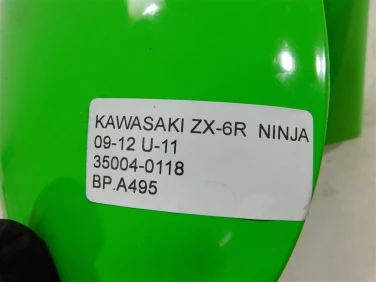 KAWASAKI ZX-6R NINJA
09-12 U-11
35004-0118
BP.A495